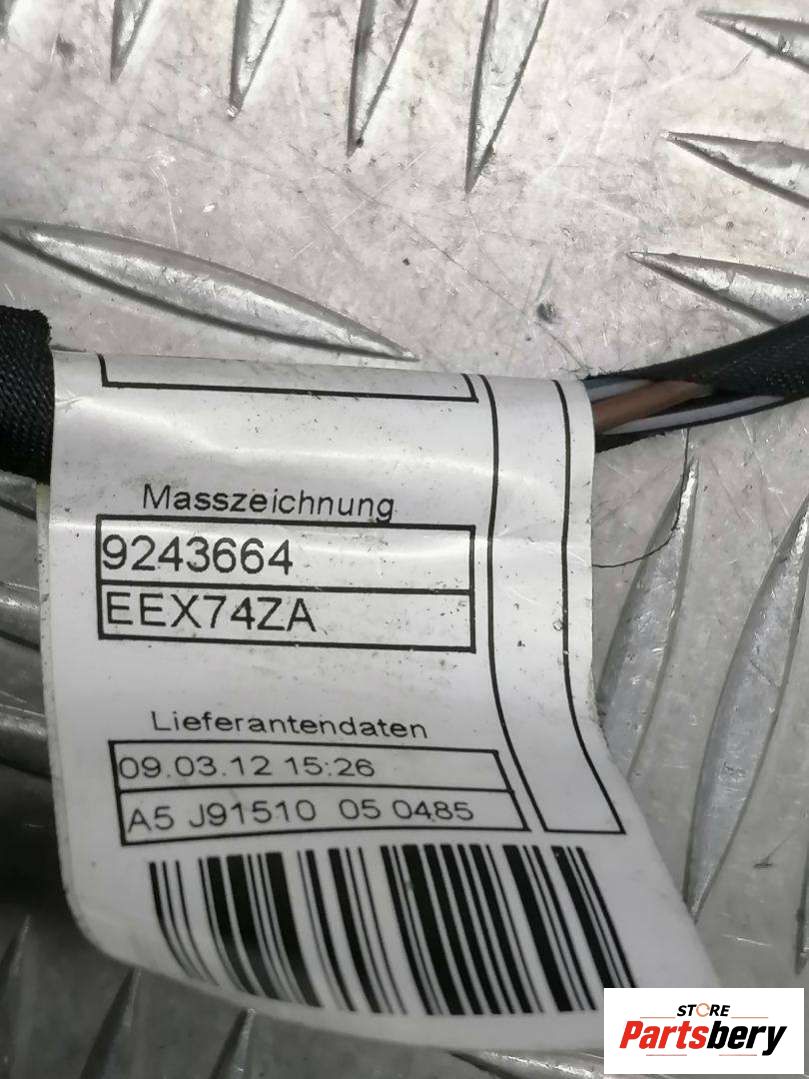 Masszeichnung
9243664
EEX74ZA
Lieferantendaten
09.03.12 15:26
A5 J91510 05 0485
STORE
Partsbery